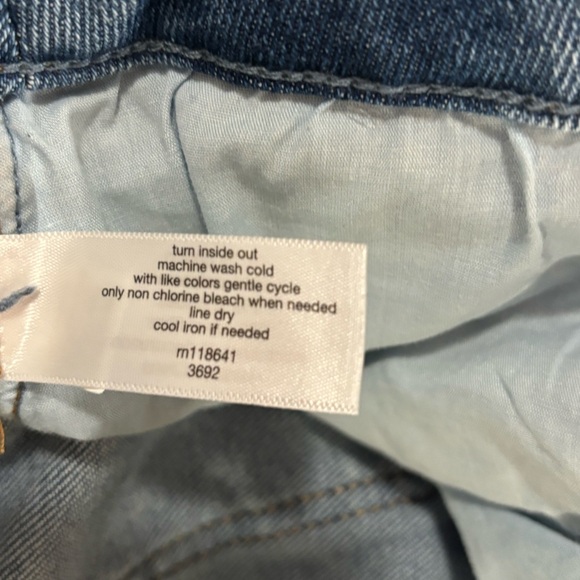 turn inside out
machine wash cold
with like colors gentle cycle
only non chlorine bleach when needed
line dry
cool iron if needed
rn118641
3692